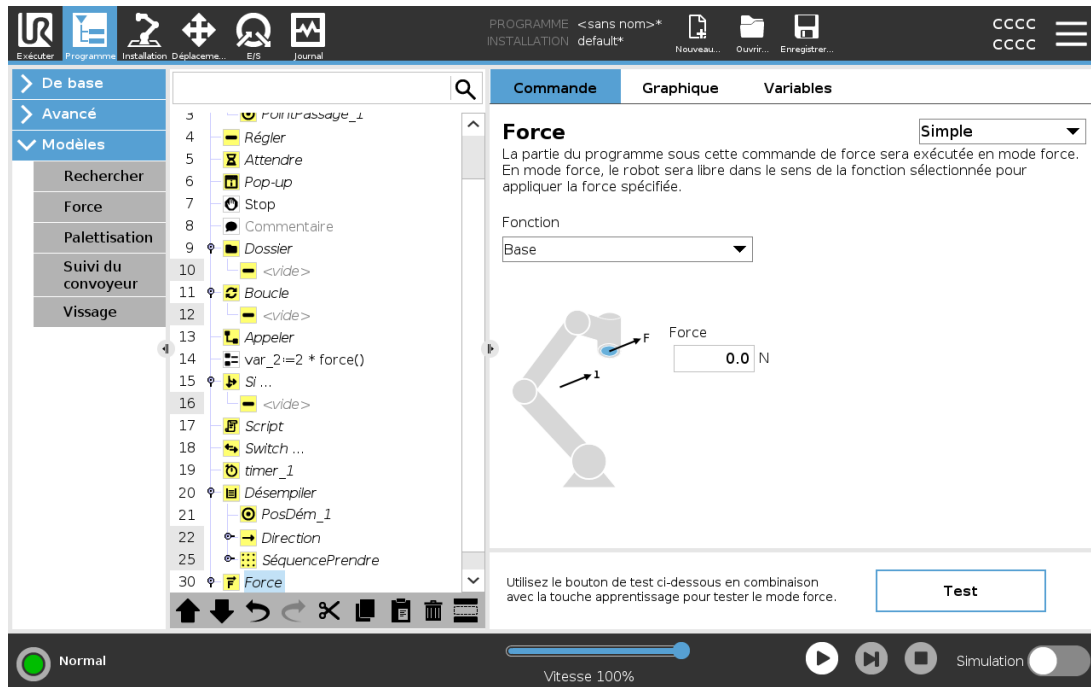 PROGRAMME <sans nom>*
INSTALLATION default*
CCCC
CCCC
Exécuter Programme Installation Déplaceme... E/S Journal
Nouveau... Ouvrir... Enregistrer...
De base
Avancé
Modèles
Rechercher
Force
Palettisation
Suivi du
convoyeur
Vissage
3 PointPassage_1
4 Régler
5 Attendre
6 Pop-up
7 Stop
8 Commentaire
9 Dossier
10 <vide>
11 Boucle
12 <vide>
13 Appeler
14 var_2≔2 * force()
15 Si ...
16 <vide>
17 Script
18 Switch ...
19 timer_1
20 Désempiler
21 PosDém_1
22 Direction
25 SéquencePrendre
30 Force
Commande Graphique Variables
Force
Simple
La partie du programme sous cette commande de force sera exécutée en mode force.
En mode force, le robot sera libre dans le sens de la fonction sélectionnée pour
appliquer la force spécifiée.
Fonction
Base
F
1
Force
0.0 N
Utilisez le bouton de test ci-dessous en combinaison
avec la touche apprentissage pour tester le mode force.
Test
Normal
Vitesse 100%
Simulation